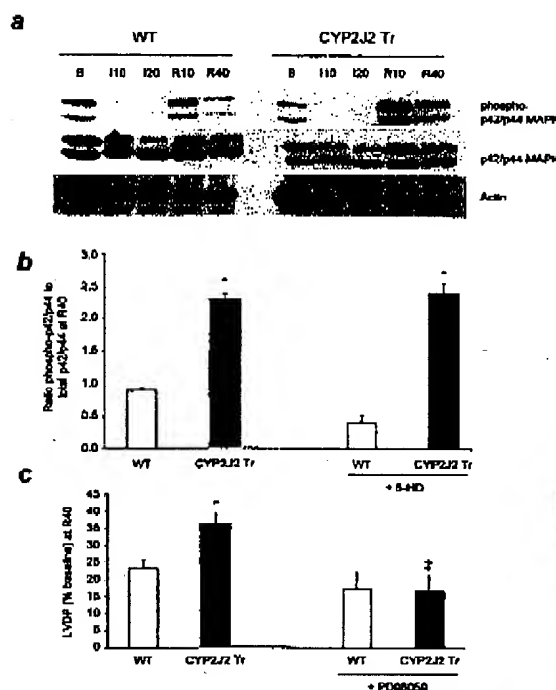 a
WT CYP2J2 Tr
B I10 I20 R10 R40 B I10 I20 R10 R40
phospho-
p42/p44 MAPK
p42/p44 MAPK
Actin
b
Ratio phospho-p42/p44 to
total p42/p44 at R40
3.0
2.5
2.0
1.5
1.0
0.5
0.0
*
*
WT CYP2J2 Tr WT CYP2J2 Tr
+ 5-HD
c
LVDP [% baseline] at R40
45
40
35
30
25
20
15
10
5
0
*
‡
WT CYP2J2 Tr WT CYP2J2 Tr
+ PD98059